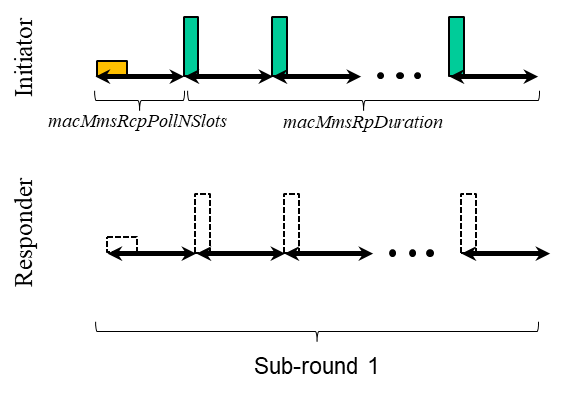 Initiator
macMmsRcpPollNSlots
macMmsRpDuration
Responder
Sub-round 1